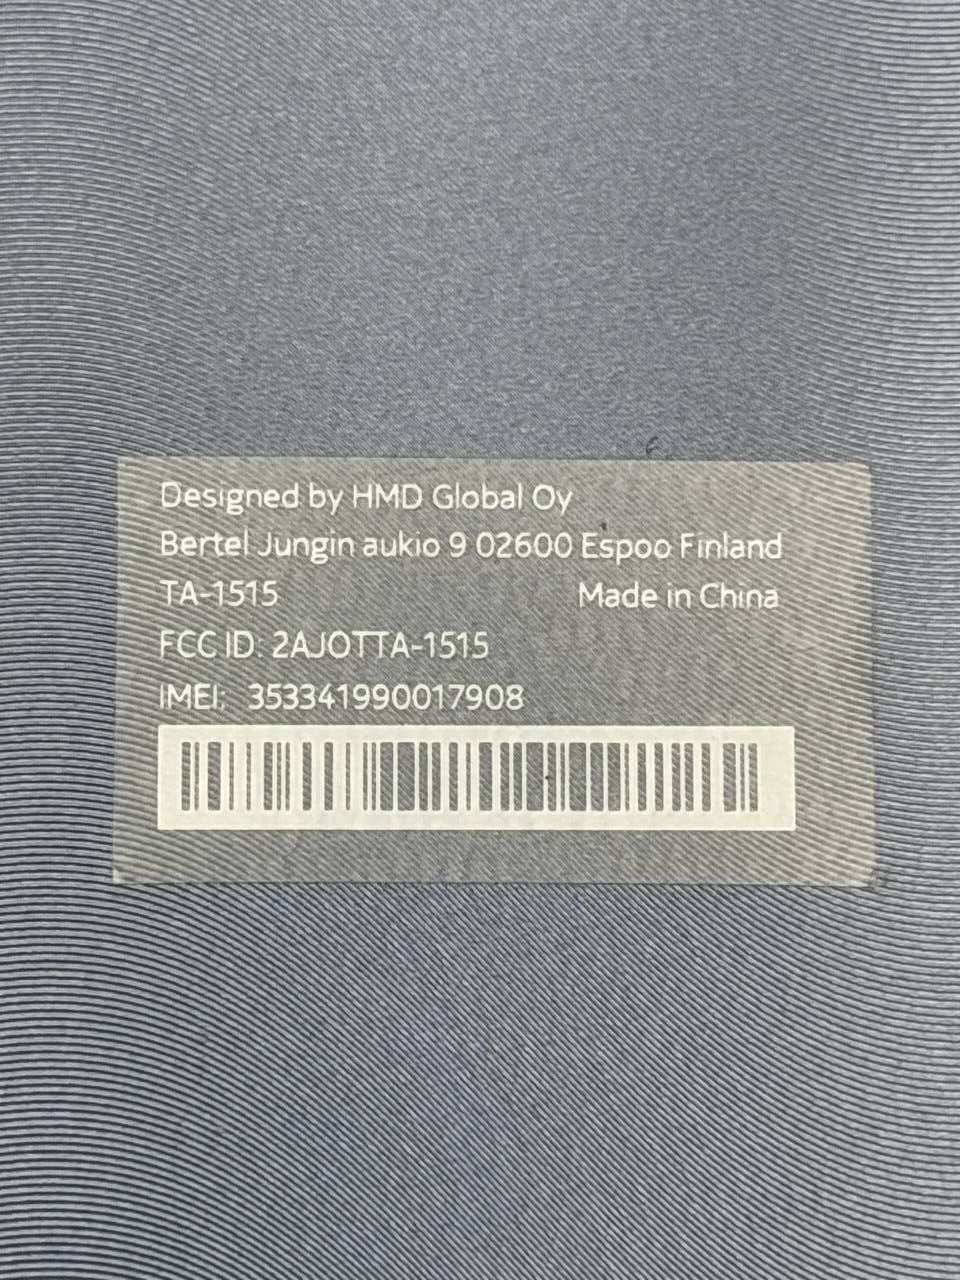 Designed by HMD Global Oy
Bertel Jungin aukio 9 02600 Espoo Finland
TA-1515 Made in China
FCC ID: 2AJOTTA-1515
IMEI: 353341990017908